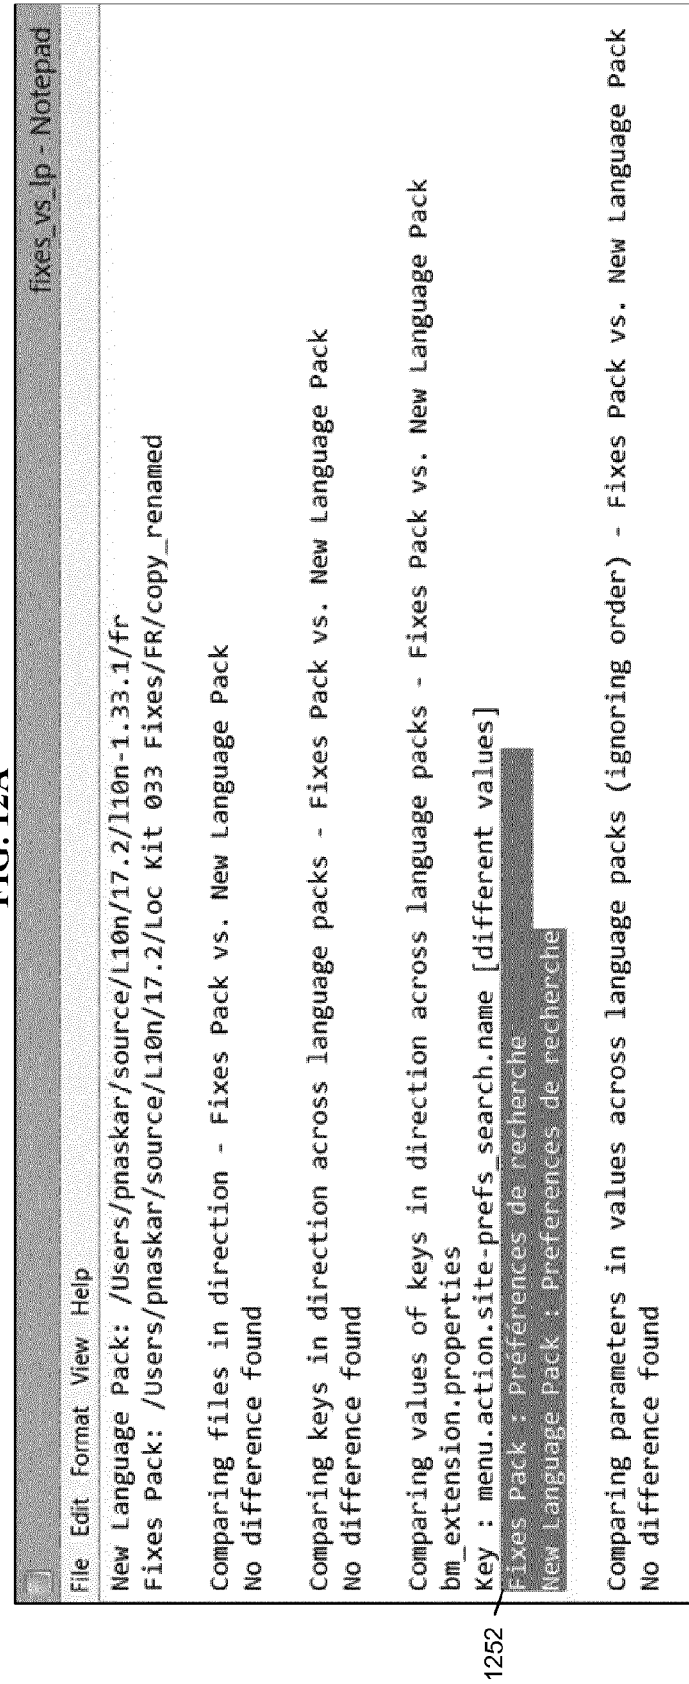 FIG. 12A
fixes_vs_lp - Notepad
File Edit Format View Help
New Language Pack: /Users/pnaskar/source/L10n/17.2/l10n-1.33.1/fr
Fixes Pack: /Users/pnaskar/source/L10n/17.2/Loc Kit 033 Fixes/FR/copy_renamed
Comparing files in direction - Fixes Pack vs. New Language Pack
No difference found
Comparing keys in direction across language packs - Fixes Pack vs. New Language Pack
No difference found
Comparing values of keys in direction across language packs - Fixes Pack vs. New Language Pack
bm_extension.properties
Key : menu.action.site-prefs_search.name [different values]
Fixes Pack : Préférences de recherche
New Language Pack : Preferences de recherche
1252
Comparing parameters in values across language packs (ignoring order) - Fixes Pack vs. New Language Pack
No difference found